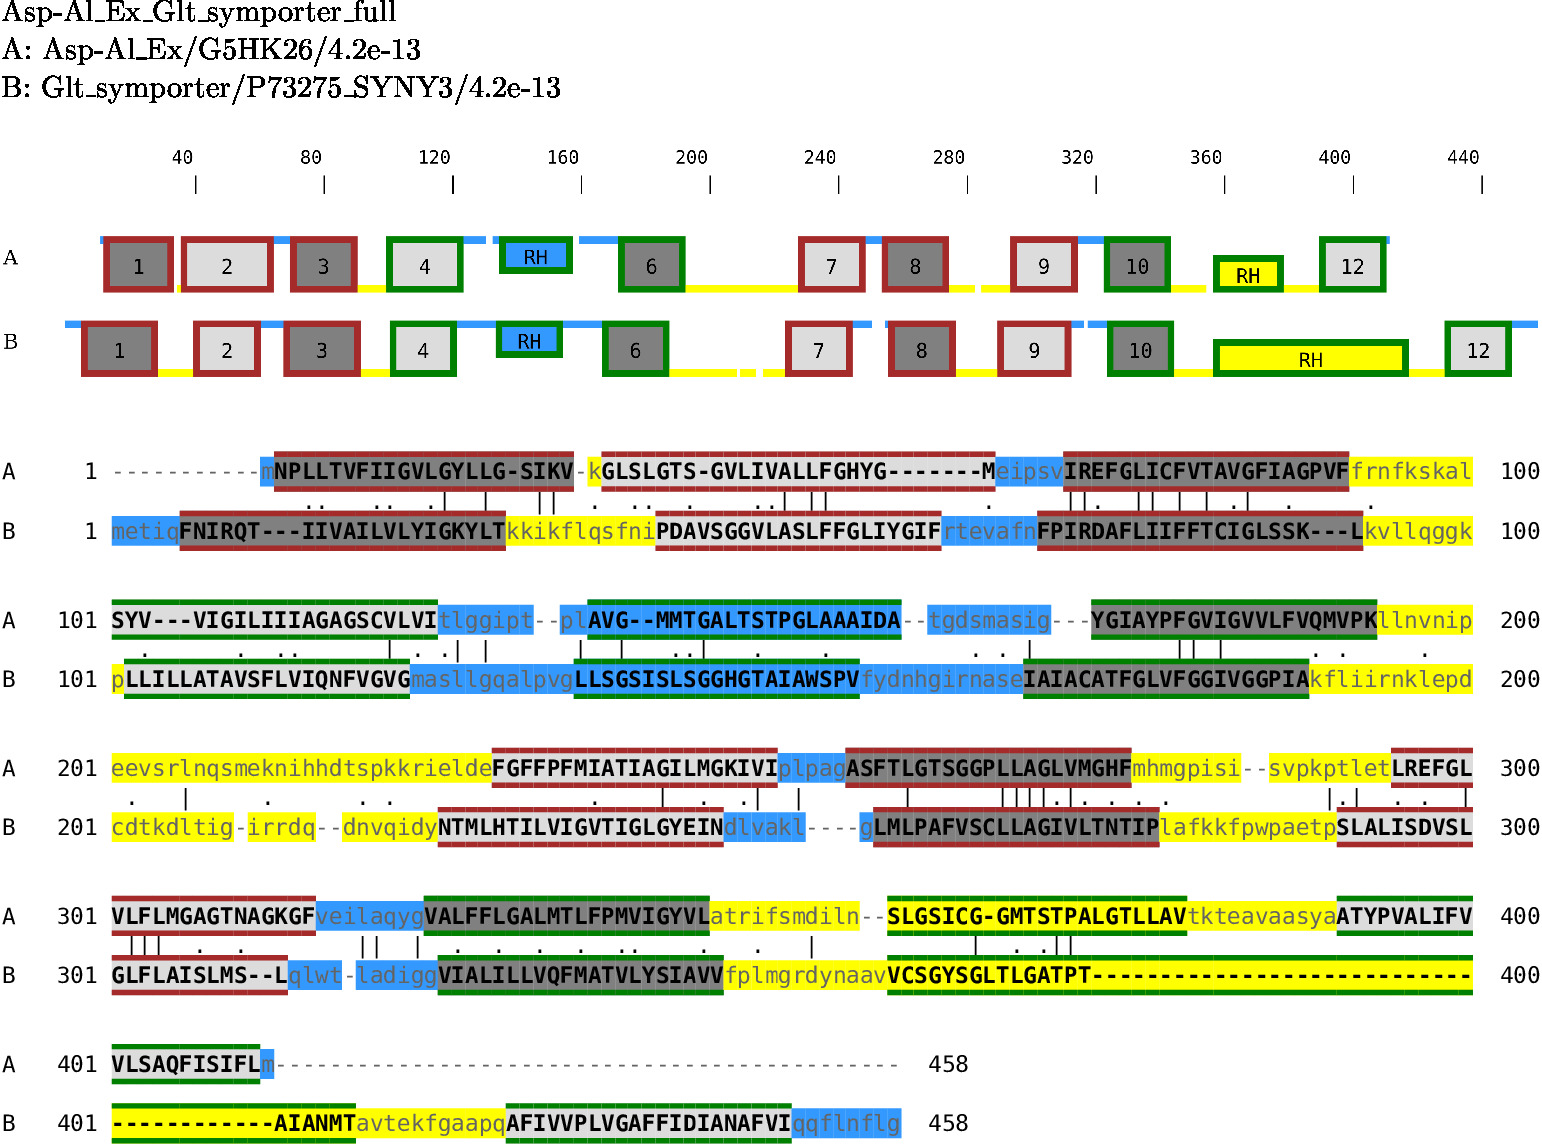 Asp-Al_Ex_Glt_symporter_full
A: Asp-Al_Ex/G5HK26/4.2e-13
B: Glt_symporter/P73275_SYNY3/4.2e-13
40 80 120 160 200 240 280 320 360 400 440
A 1 2 3 4 RH 6 7 8 9 10 RH 12
B 1 2 3 4 RH 6 7 8 9 10 RH 12
A 1 -----------mNPLLTVFIIGVLGYLLG-SIKV-kGLSLGTS-GVLIVALLFGHYG-------MeipsvIREFGLICFVTAVGFIAGPVFfrnfkskal 100
B 1 metiqFNIRQT---IIVAILVLYIGKYLTkkikflqsfniPDAVSGGVLASLFFGLIYGIFrtevafnFPIRDAFLIIFFTCIGLSSK---Lkvllqggk 100
A 101 SYV---VIGILIIIAGAGSCVLVItlggipt--plAVG--MMTGALTSTPGLAAAIDA--tgdsmasig---YGIAYPFGVIGVVLFVQMVPKllnvnip 200
B 101 pLLILLATAVSFLVIQNFVGVGmasllgqalpvgLLSGSISLSGGHGTAIAWSPVfydnhgirnaseIAIACATFGLVFGGIVGGPIAkfliirnklepd 200
A 201 eevsrlnqsmeknihhdtspkkrieldeFGFFPFMIATIAGILMGKIVIplpagASFTLGTSGGPLLAGLVMGHFmhmgpisi--svpkptletLREFGL 300
B 201 cdtkdltig-irrdq--dnvqidyNTMLHTILVIGVTIGLGYEINdlvakl----gLMLPAFVSCLLAGIVLTNTIPlafkkfpwpaetpSLALISDVSL 300
A 301 VLFLMGAGTNAGKGFveilaqygVALFFLGALMTLFPMVIGYVLatrifsmdiln--SLGSICG-GMTSTPALGTLLAVtkteavaasyaATYPVALIFV 400
B 301 GLFLAISLMS--Lqlwt-ladiggVIALILLVQFMATVLYSIAVVfplmgrdynaavVCSGYSGLTLGATPT---------------------------- 400
A 401 VLSAQFISIFLm---------------------------------------------- 458
B 401 ------------AIANMTavtekfgaapqAFIVVPLVGAFFIDIANAFVIqqflnflg 458